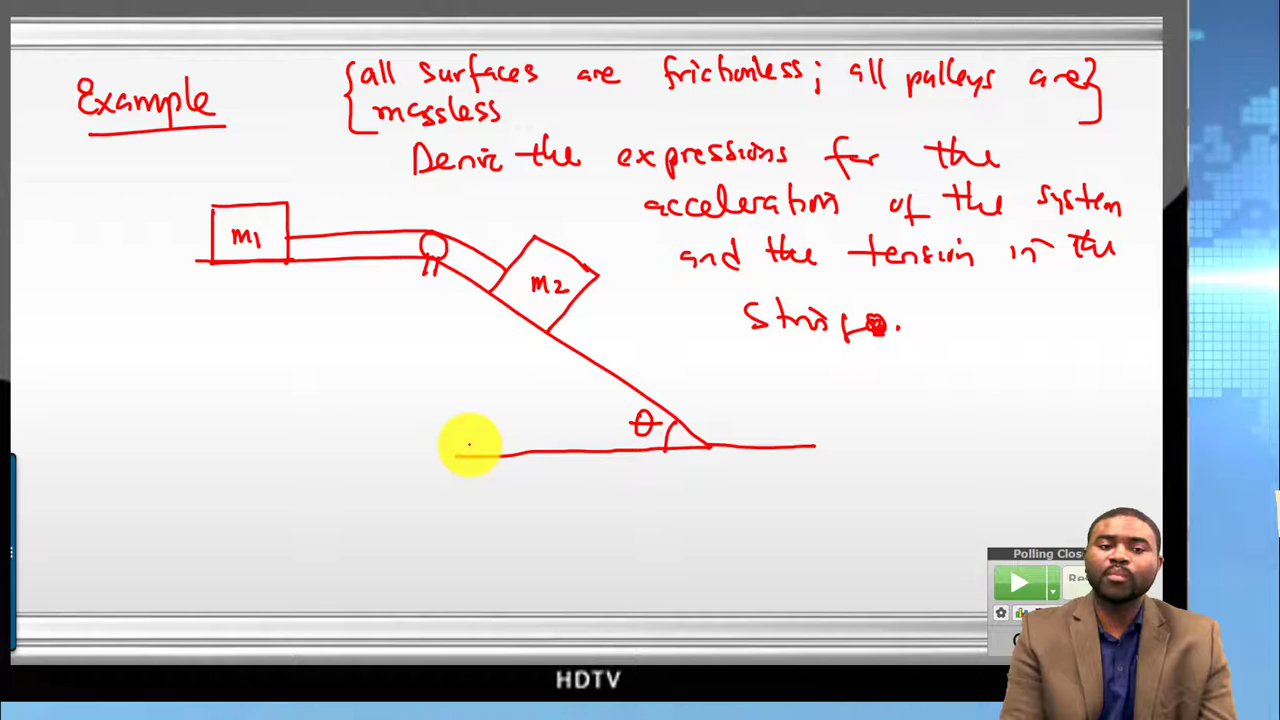 Example
{all surfaces are frictionless; all pulleys are
massless}
Derive the expressions for the
acceleration of the system
and the tension in the
m1
m2
θ
Polling Clos
HDTV